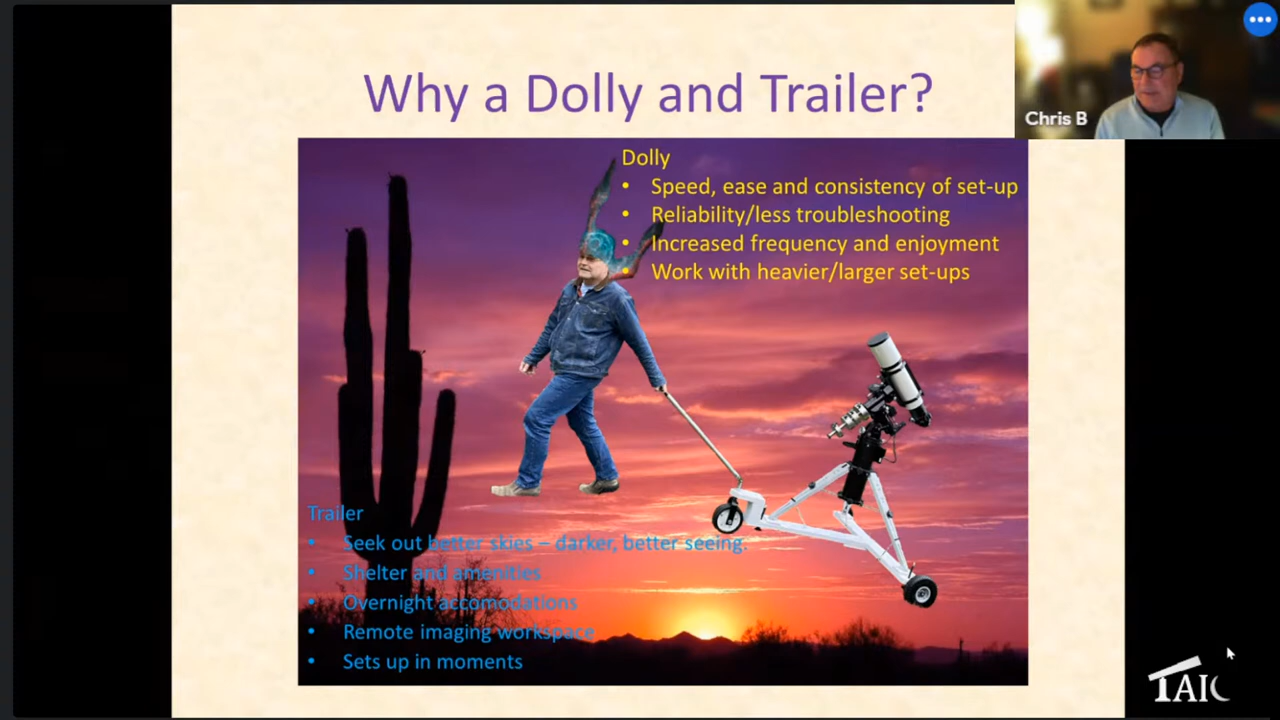 Why a Dolly and Trailer?
Chris B
Dolly
• Speed, ease and consistency of set-up
• Reliability/less troubleshooting
• Increased frequency and enjoyment
• Work with heavier/larger set-ups
Trailer
• Seek out better skies – darker, better seeing.
• Shelter and amenities
• Overnight accomodations
• Remote imaging workspace
• Sets up in moments
TAIC